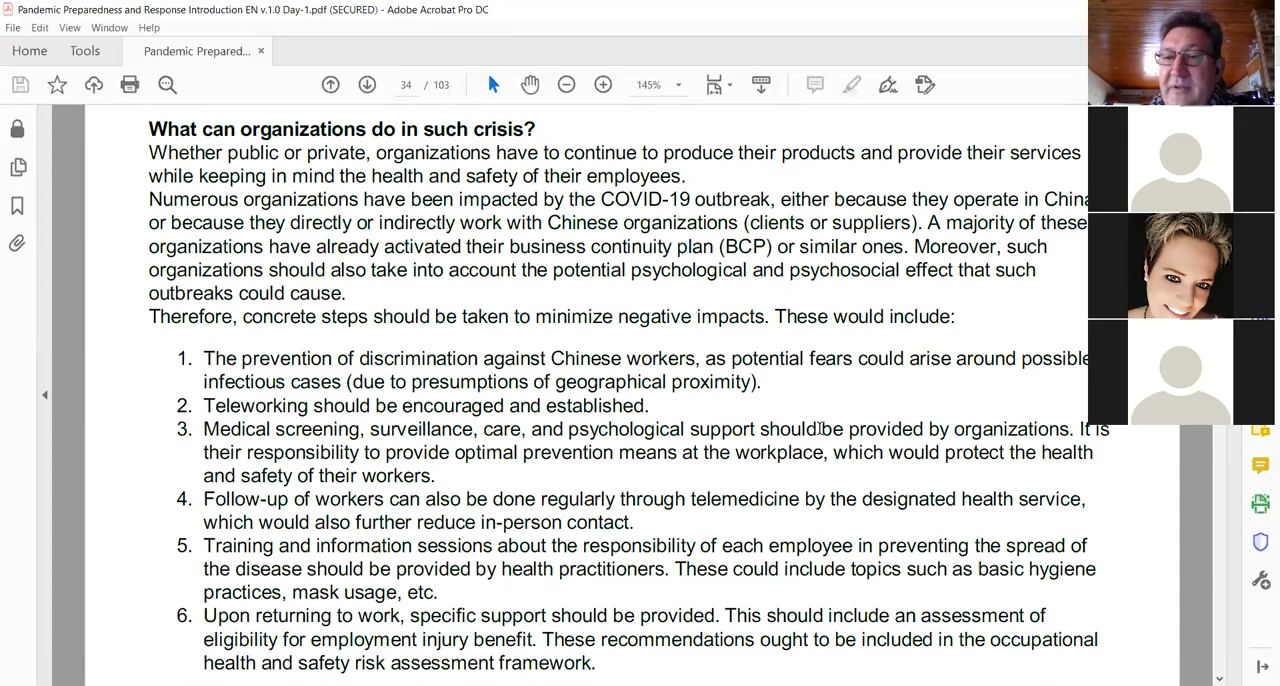 Pandemic Preparedness and Response Introduction EN v.1.0 Day-1.pdf (SECURED) - Adobe Acrobat Pro DC
File Edit View Window Help
Home Tools Pandemic Prepared... ×
34 / 103 145%
What can organizations do in such crisis?
Whether public or private, organizations have to continue to produce their products and provide their services
while keeping in mind the health and safety of their employees.
Numerous organizations have been impacted by the COVID-19 outbreak, either because they operate in China
or because they directly or indirectly work with Chinese organizations (clients or suppliers). A majority of these
organizations have already activated their business continuity plan (BCP) or similar ones. Moreover, such
organizations should also take into account the potential psychological and psychosocial effect that such
outbreaks could cause.
Therefore, concrete steps should be taken to minimize negative impacts. These would include:
1. The prevention of discrimination against Chinese workers, as potential fears could arise around possible
infectious cases (due to presumptions of geographical proximity).
2. Teleworking should be encouraged and established.
3. Medical screening, surveillance, care, and psychological support should be provided by organizations. It is
their responsibility to provide optimal prevention means at the workplace, which would protect the health
and safety of their workers.
4. Follow-up of workers can also be done regularly through telemedicine by the designated health service,
which would also further reduce in-person contact.
5. Training and information sessions about the responsibility of each employee in preventing the spread of
the disease should be provided by health practitioners. These could include topics such as basic hygiene
practices, mask usage, etc.
6. Upon returning to work, specific support should be provided. This should include an assessment of
eligibility for employment injury benefit. These recommendations ought to be included in the occupational
health and safety risk assessment framework.